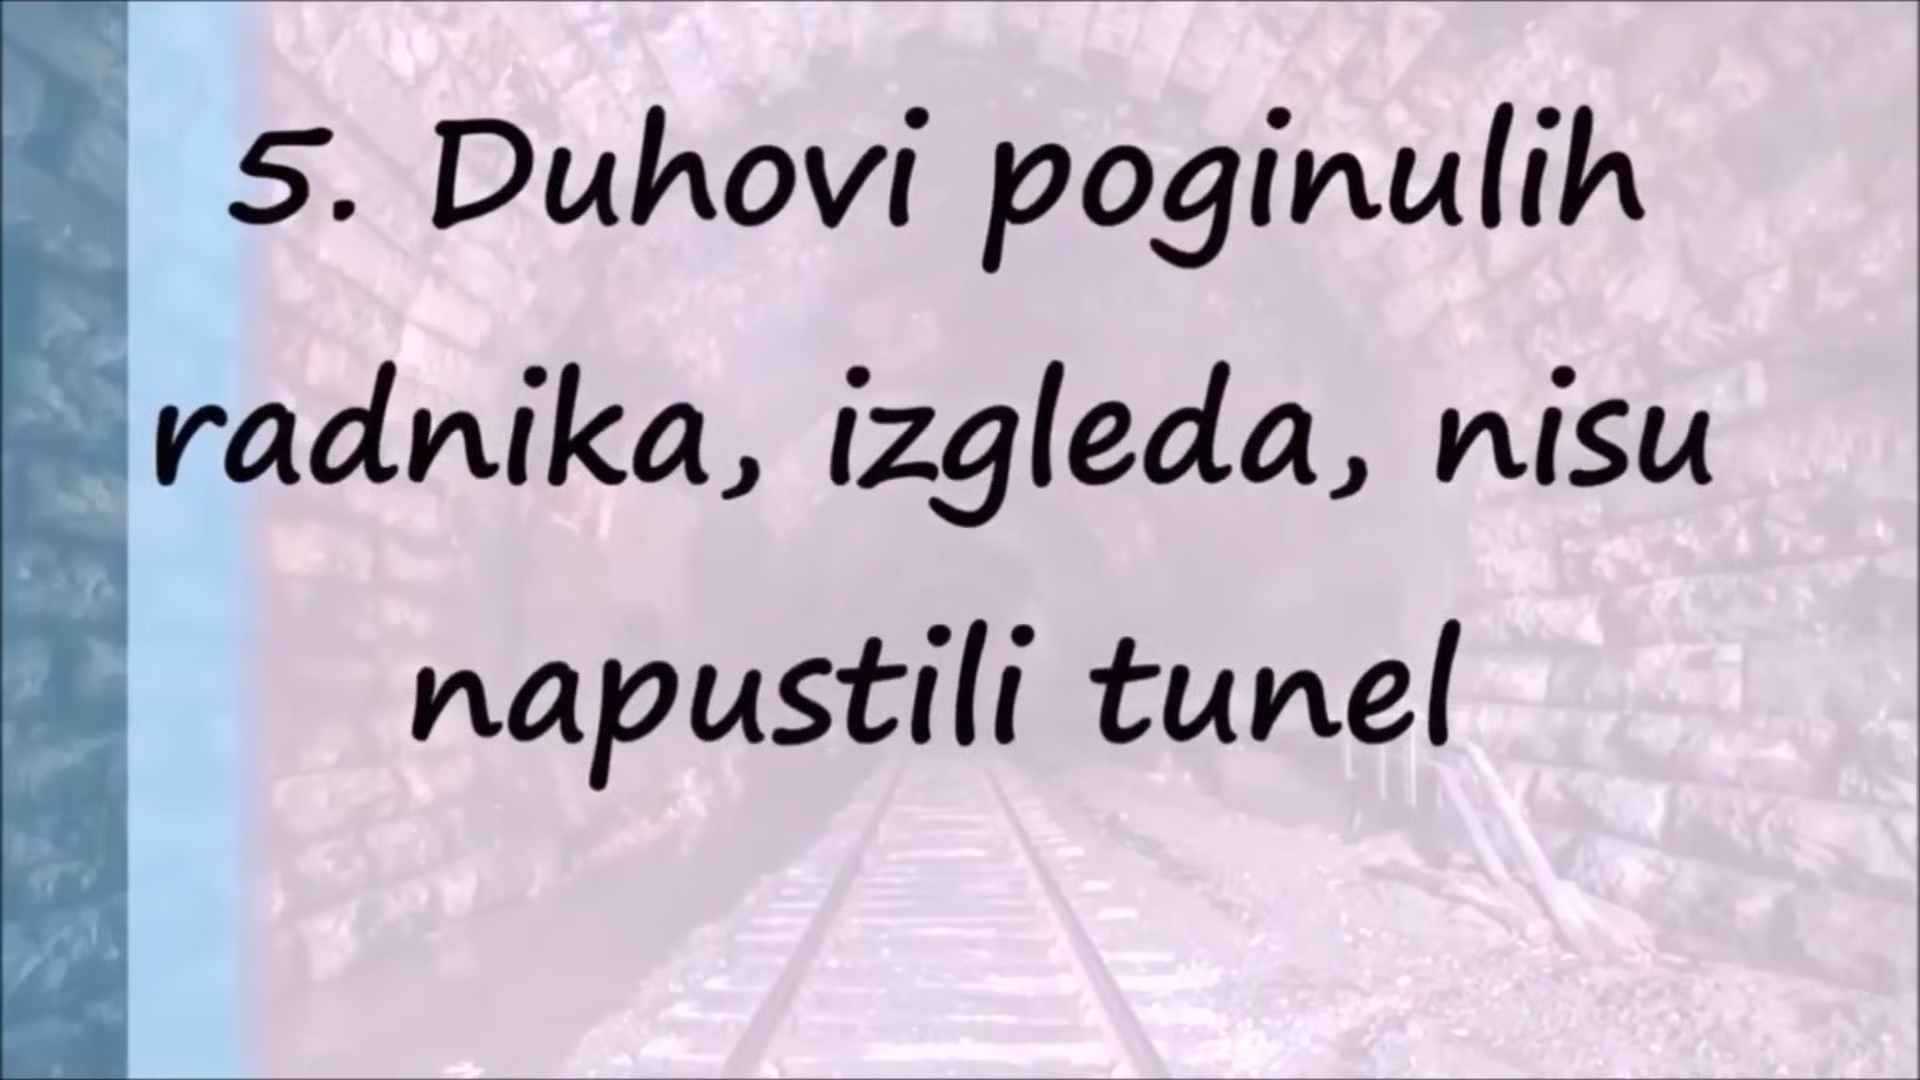 5. Duhovi poginulih
radnika, izgleda, nisu
napustili tunel